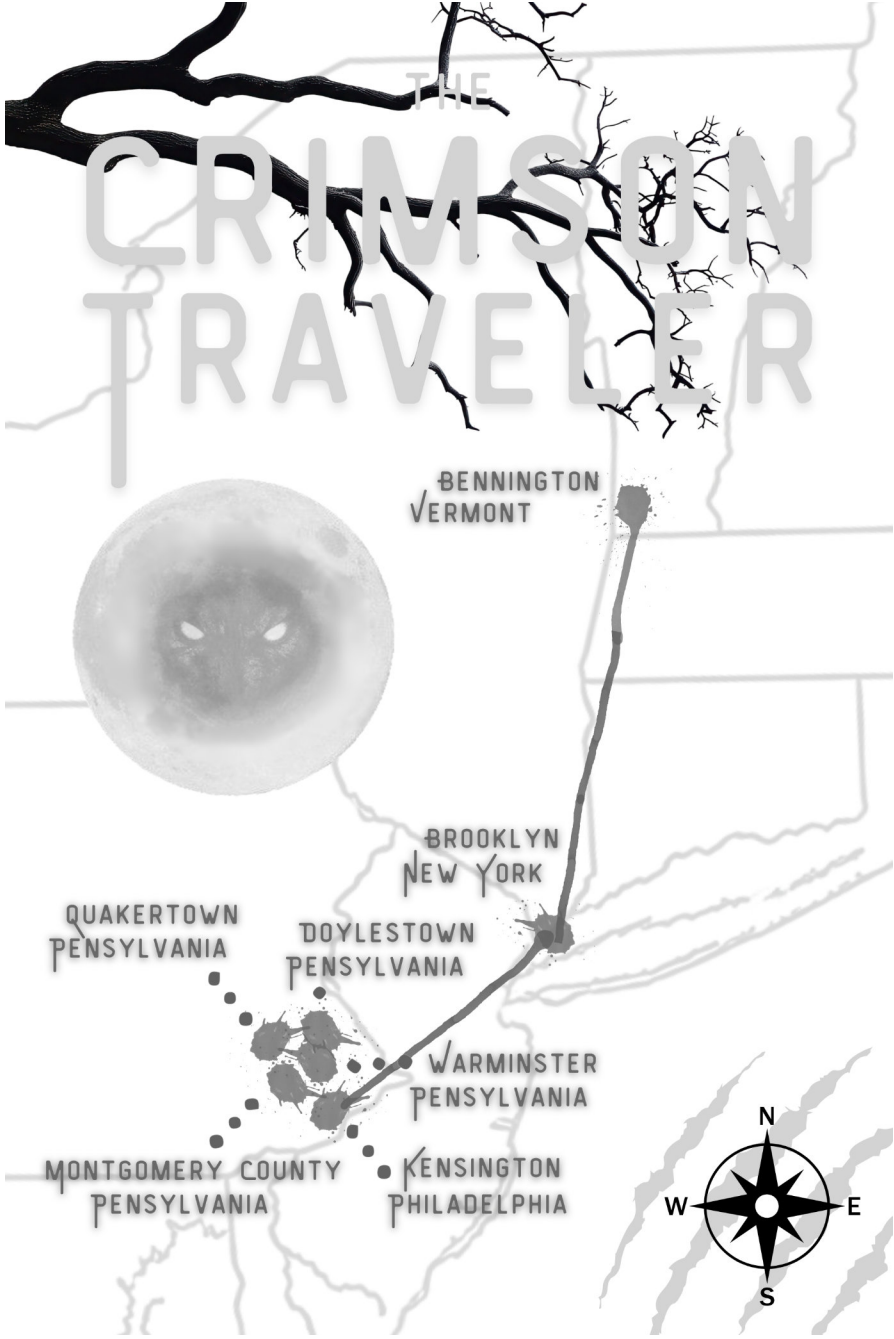 THE
CRIMSON
TRAVELER
BENNINGTON
VERMONT
BROOKLYN
NEW YORK
QUAKERTOWN
PENSYLVANIA
DOYLESTOWN
PENSYLVANIA
WARMINSTER
PENSYLVANIA
MONTGOMERY COUNTY
PENSYLVANIA
KENSINGTON
PHILADELPHIA
N
W E
S